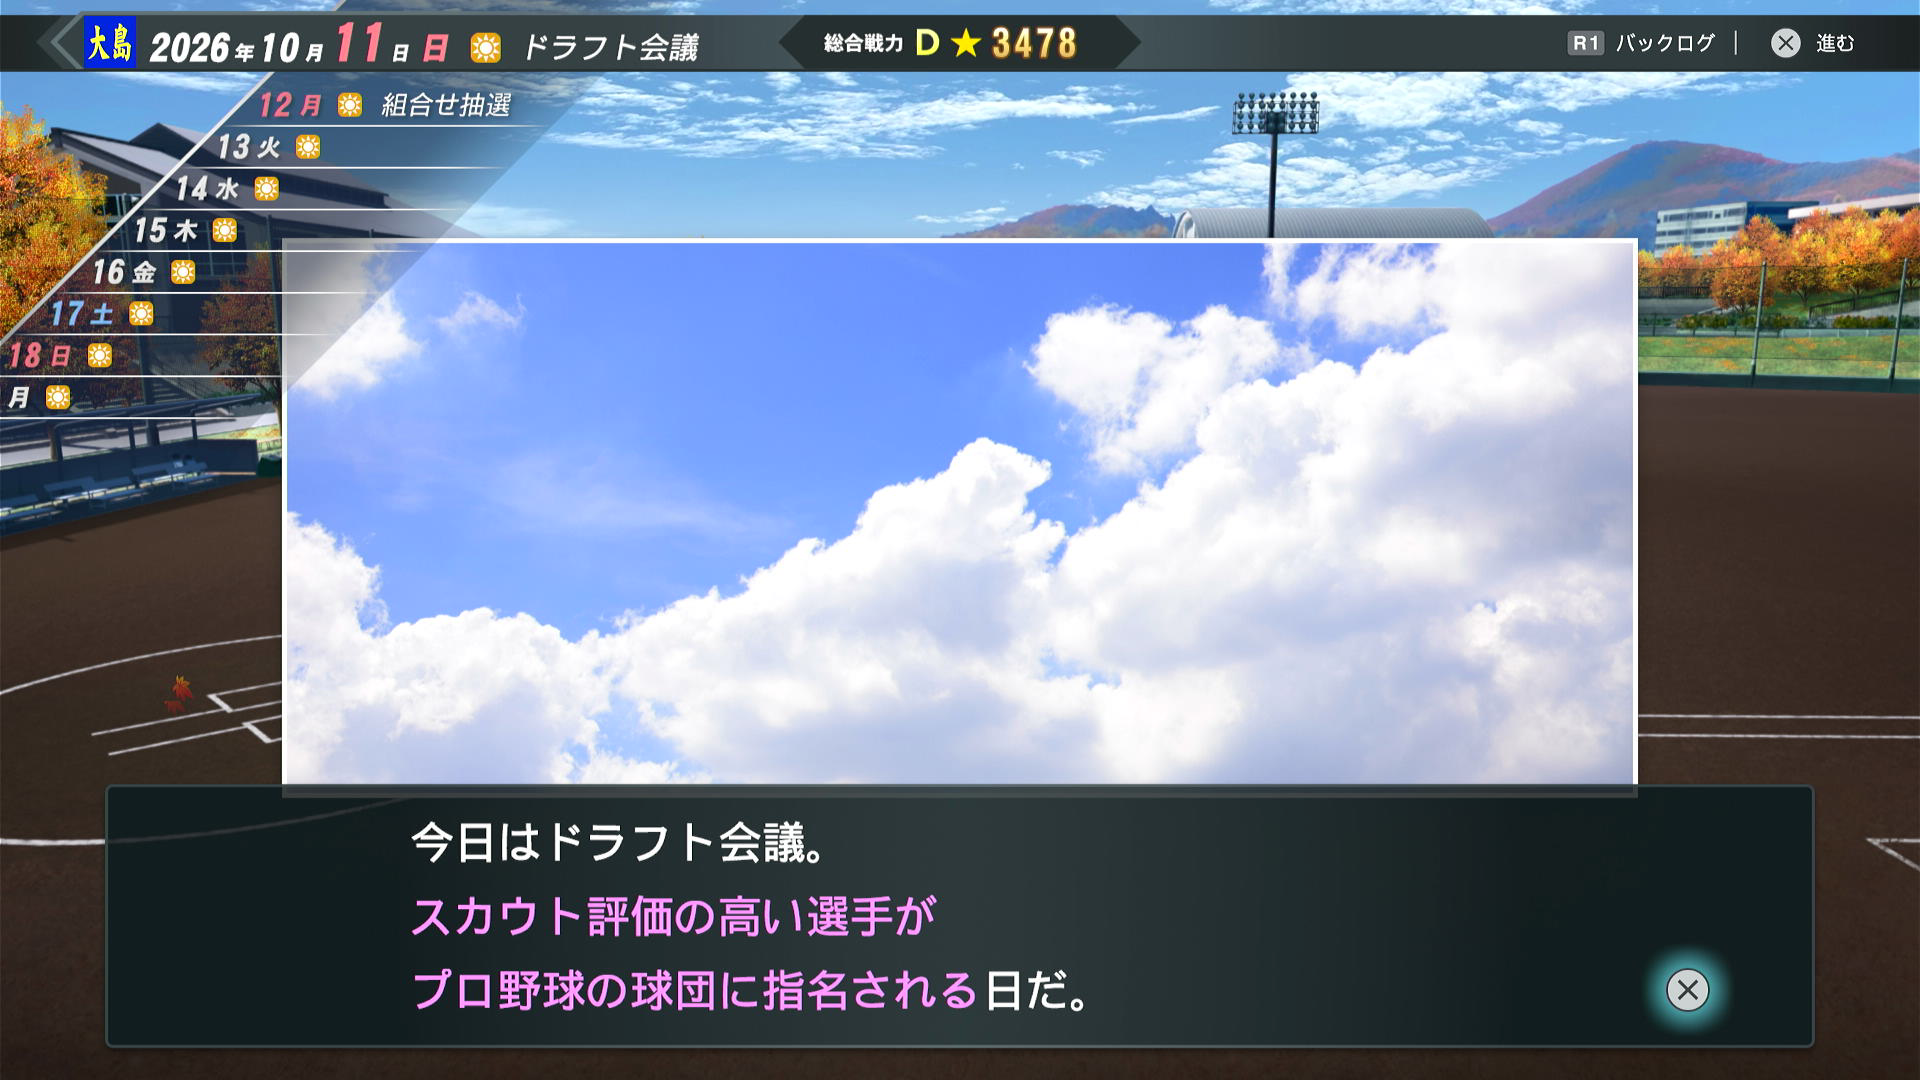 大島 2026年10月11日 日 ドラフト会議 総合戦力 D ★ 3478 R1 バックログ | ⊗ 進む
12 月 組合せ抽選
13 火
14 水
15 木
16 金
17 土
18 日
月
今日はドラフト会議。
スカウト評価の高い選手が
プロ野球の球団に指名される日だ。